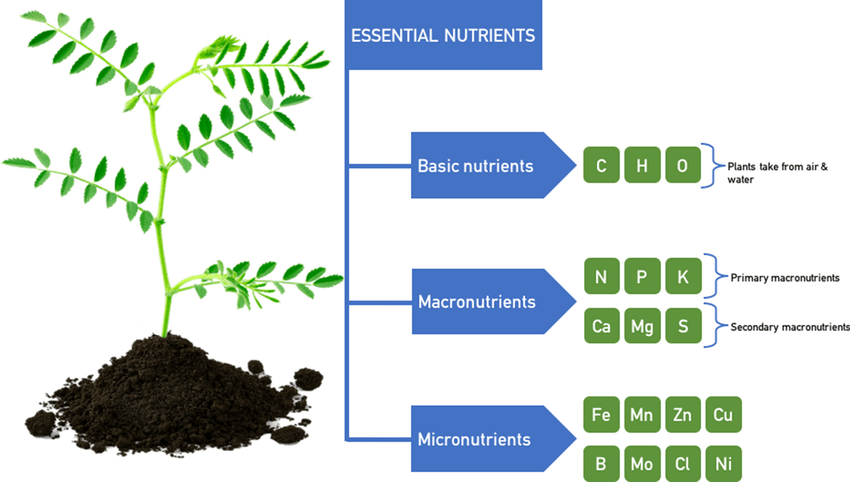 ESSENTIAL NUTRIENTS
Basic nutrients
C H O
Plants take from air &
water
Macronutrients
N P K
Primary macronutrients
Ca Mg S
Secondary macronutrients
Micronutrients
Fe Mn Zn Cu
B Mo Cl Ni